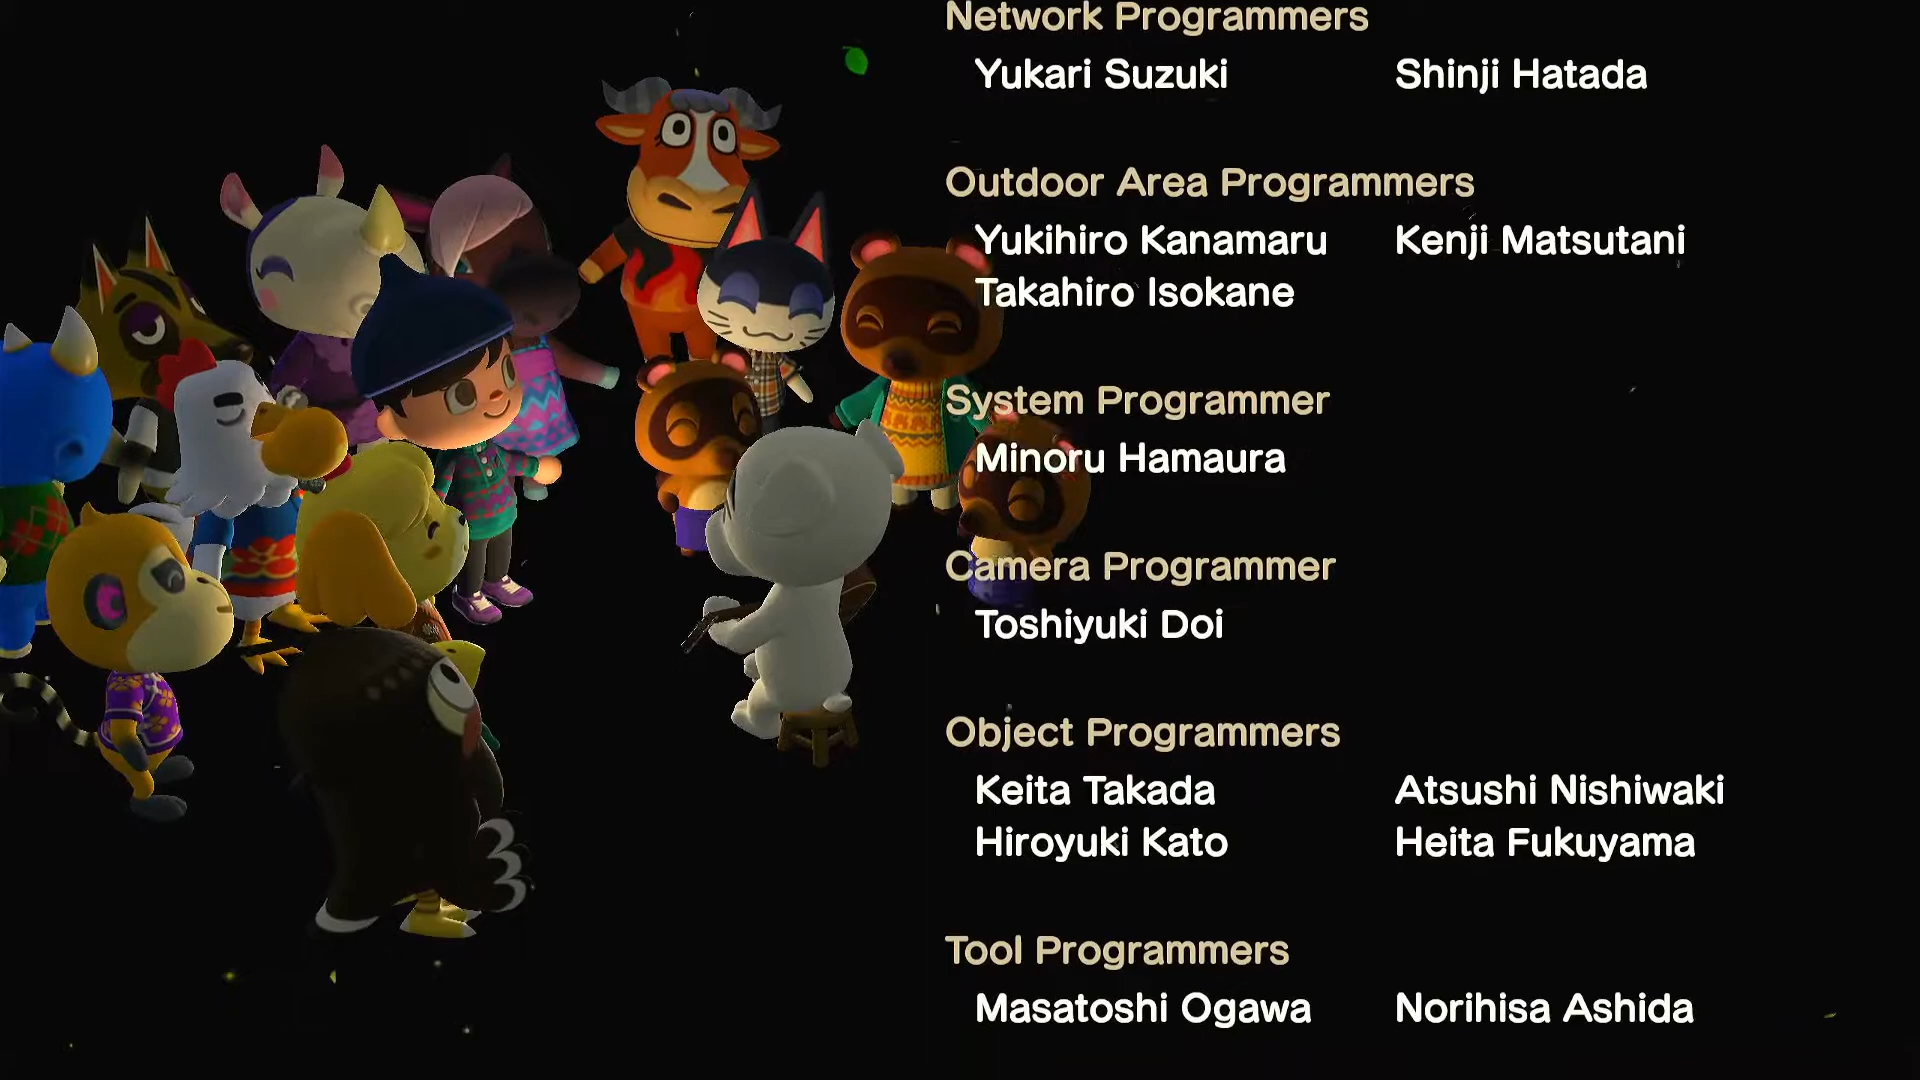 Network Programmers
Yukari Suzuki Shinji Hatada
Outdoor Area Programmers
Yukihiro Kanamaru Kenji Matsutani
Takahiro Isokane
System Programmer
Minoru Hamaura
Camera Programmer
Toshiyuki Doi
Object Programmers
Keita Takada Atsushi Nishiwaki
Hiroyuki Kato Heita Fukuyama
Tool Programmers
Masatoshi Ogawa Norihisa Ashida